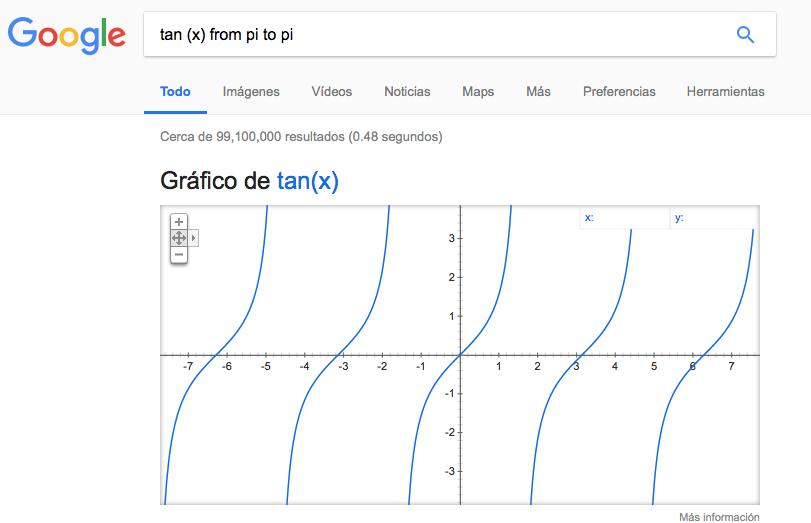 Google
tan (x) from pi to pi
Todo Imágenes Vídeos Noticias Maps Más Preferencias Herramientas
Cerca de 99,100,000 resultados (0.48 segundos)
Gráfico de tan(x)
+ x: y:
−
3
2
1
-7 -6 -5 -4 -3 -2 -1 1 2 3 4 5 6 7
-1
-2
-3
Más información